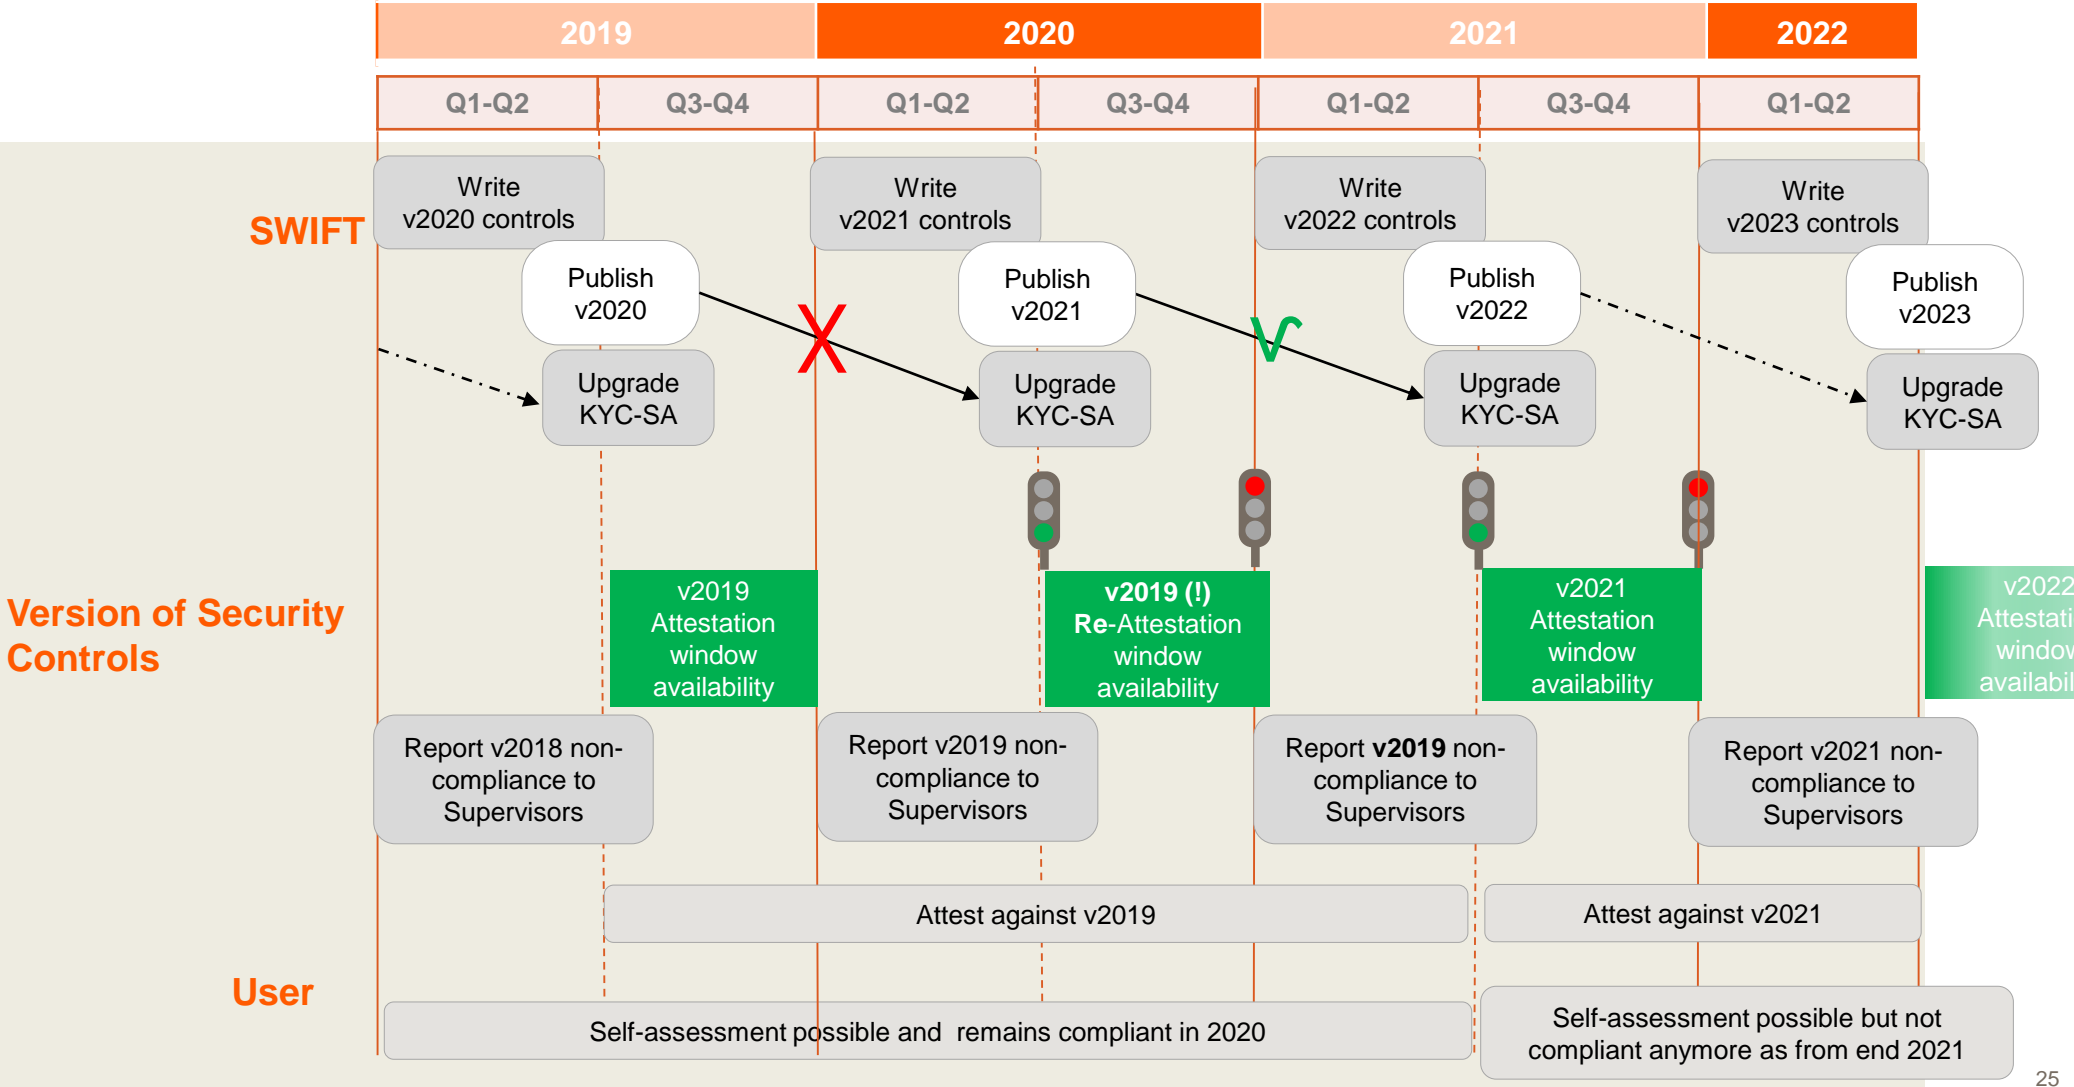 2019
2020
2021
2022
Q1-Q2
Q3-Q4
Q1-Q2
Q3-Q4
Q1-Q2
Q3-Q4
Q1-Q2
SWIFT
Write
v2020 controls
Write
v2021 controls
Write
v2022 controls
Write
v2023 controls
Publish
v2020
Publish
v2021
Publish
v2022
Publish
v2023
X
Upgrade
KYC-SA
Upgrade
KYC-SA
Upgrade
KYC-SA
Upgrade
KYC-SA
Version of Security
Controls
v2019
Attestation
window
availability
v2019 (!)
Re-Attestation
window
availability
v2021
Attestation
window
availability
v2022
Attestati
window
availabil
Report v2018 non-
compliance to
Supervisors
Report v2019 non-
compliance to
Supervisors
Report v2019 non-
compliance to
Supervisors
Report v2021 non-
compliance to
Supervisors
Attest against v2019
Attest against v2021
User
Self-assessment possible and remains compliant in 2020
Self-assessment possible but not
compliant anymore as from end 2021
25